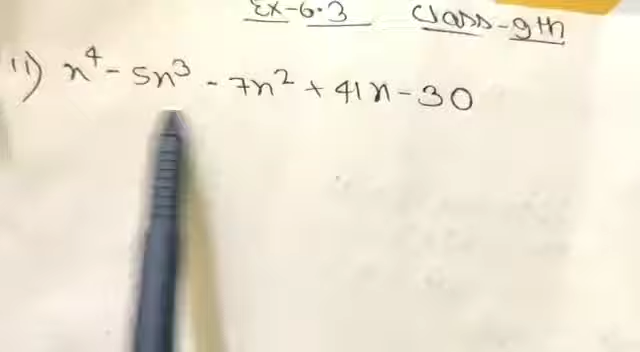 Ex-6.3 Class-9th
11) x⁴ - 5x³ - 7x² + 41x - 30